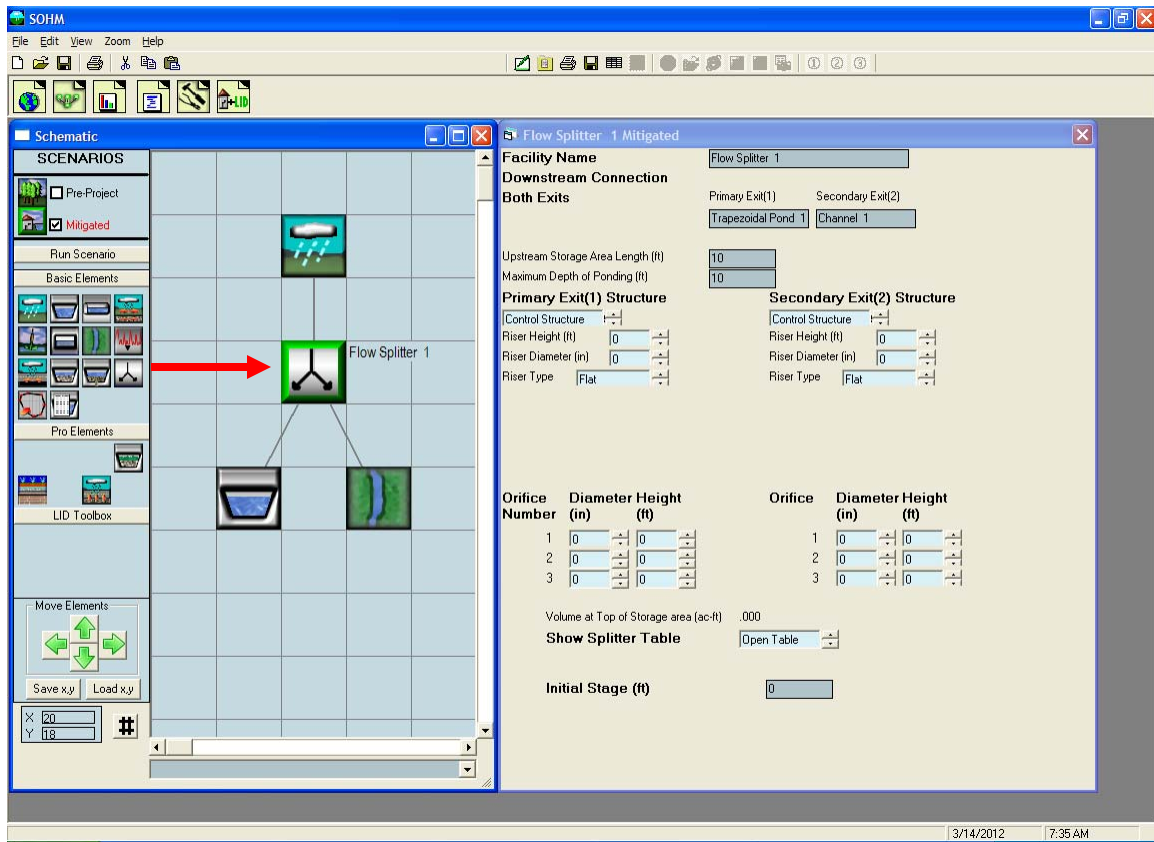 SOHM
File Edit View Zoom Help
+LID
① ② ③
Schematic
SCENARIOS
Pre-Project
Mitigated
Run Scenario
Basic Elements
Pro Elements
LID Toolbox
Move Elements
Save x,y Load x,y
X 20
Y 18
#
Flow Splitter 1
Flow Splitter 1 Mitigated
Facility Name Flow Splitter 1
Downstream Connection
Both Exits Primary Exit(1) Secondary Exit(2)
Trapezoidal Pond 1 Channel 1
Upstream Storage Area Length (ft) 10
Maximum Depth of Ponding (ft) 10
Primary Exit(1) Structure Secondary Exit(2) Structure
Control Structure Control Structure
Riser Height (ft) 0 Riser Height (ft) 0
Riser Diameter (in) 0 Riser Diameter (in) 0
Riser Type Flat Riser Type Flat
Orifice Diameter Height Orifice Diameter Height
Number (in) (ft) (in) (ft)
1 0 0 1 0 0
2 0 0 2 0 0
3 0 0 3 0 0
Volume at Top of Storage area (ac-ft) .000
Show Splitter Table Open Table
Initial Stage (ft) 0
3/14/2012 7:35 AM